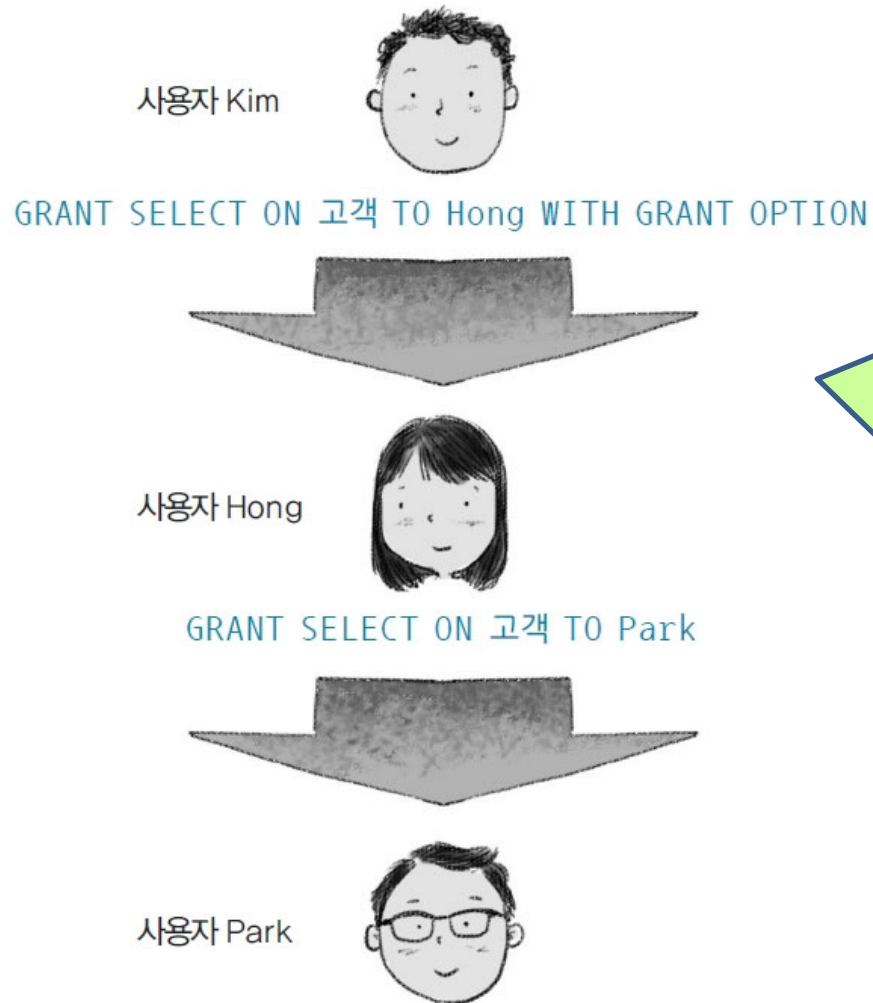 사용자 Kim
GRANT SELECT ON 고객 TO Hong WITH GRANT OPTION
사용자 Hong
GRANT SELECT ON 고객 TO Park
사용자 Park